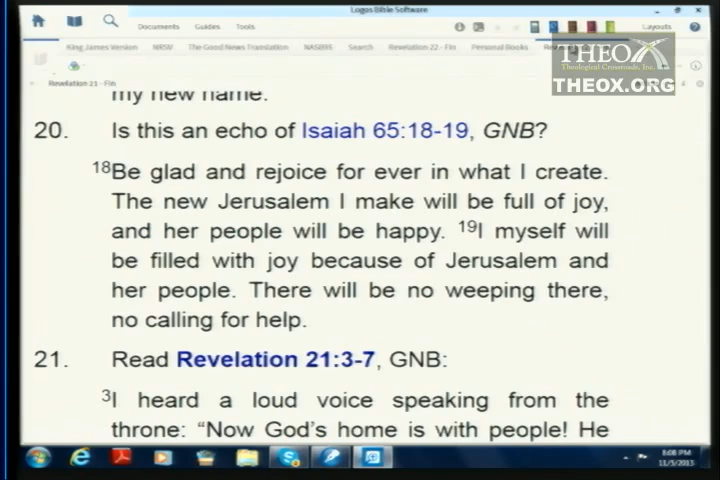 Logos Bible Software
Documents Guides Tools
Layouts
King James Version NRSV The Good News Translation NASB95 Search Revelation 22 - Fin Personal Books
THEOX
Theological Crossroads, Inc.
THEOX.ORG
Revelation 21 - Fin
my new name.
20. Is this an echo of Isaiah 65:18-19, GNB?
18Be glad and rejoice for ever in what I create.
The new Jerusalem I make will be full of joy,
and her people will be happy. 19I myself will
be filled with joy because of Jerusalem and
her people. There will be no weeping there,
no calling for help.
21. Read Revelation 21:3-7, GNB:
3I heard a loud voice speaking from the
throne: “Now God's home is with people! He
8:08 PM
11/5/2013